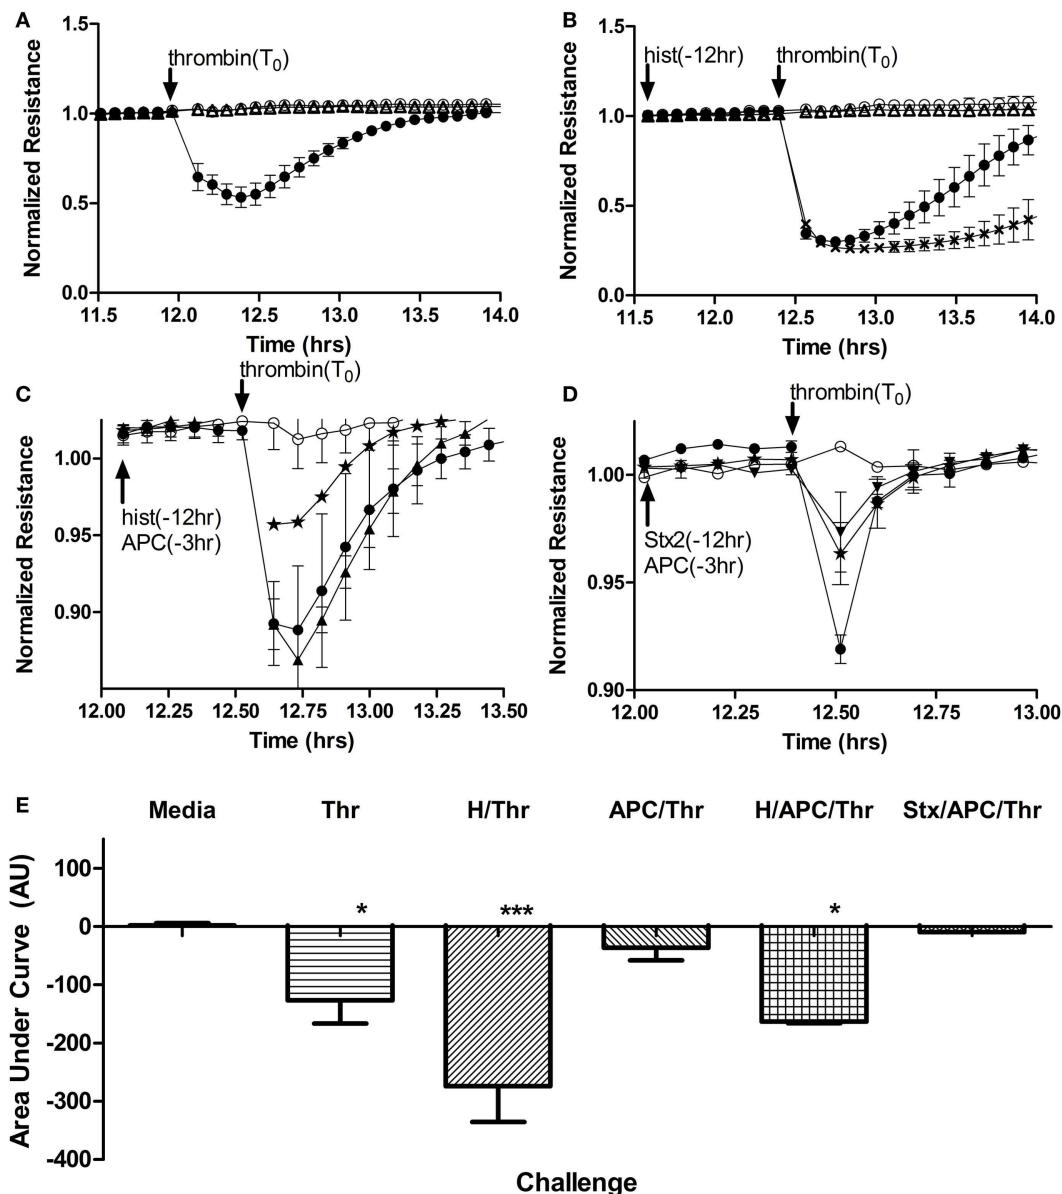 A
1.5
1.0
0.5
0.0
Normalized Resistance
thrombin(T0)
11.5 12.0 12.5 13.0 13.5 14.0
Time (hrs)
B
1.5
1.0
0.5
0.0
Normalized Resistance
hist(-12hr)
thrombin(T0)
11.5 12.0 12.5 13.0 13.5 14.0
Time (hrs)
C
thrombin(T0)
1.00
0.95
0.90
Normalized Resistance
hist(-12hr)
APC(-3hr)
12.00 12.25 12.50 12.75 13.00 13.25 13.50
Time (hrs)
D
thrombin(T0)
1.00
0.95
0.90
Normalized Resistance
Stx2(-12hr)
APC(-3hr)
12.00 12.25 12.50 12.75 13.00
Time (hrs)
E
Media Thr H/Thr APC/Thr H/APC/Thr Stx/APC/Thr
100
0
-100
-200
-300
-400
Area Under Curve (AU)
* *** *
Challenge